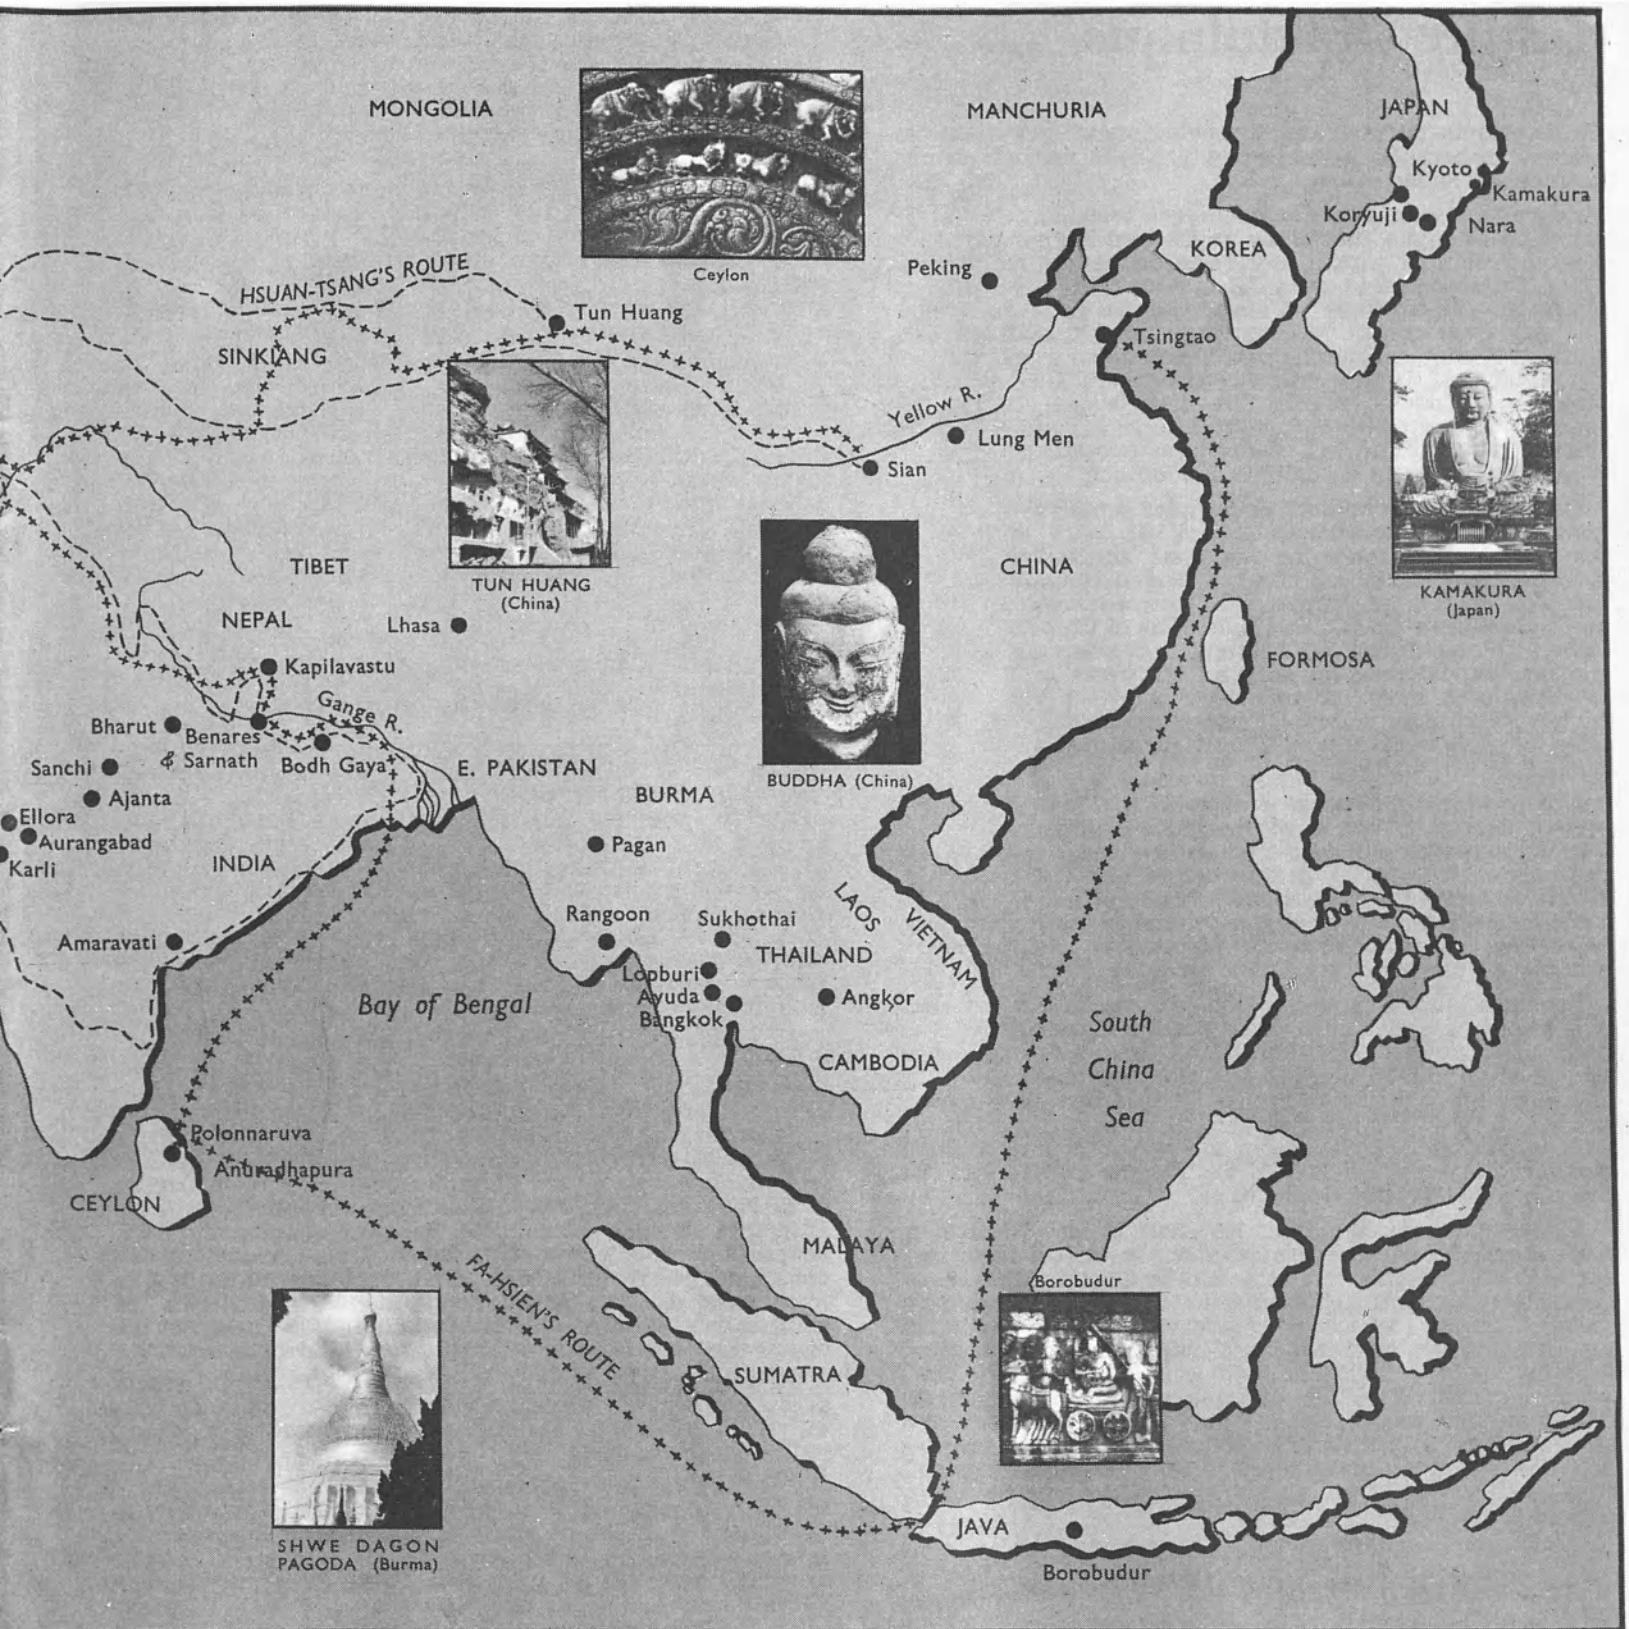 MONGOLIA
MANCHURIA
JAPAN
Kyoto
Kamakura
Koryuji
Nara
KOREA
Ceylon
Peking
HSUAN-TSANG'S ROUTE
Tun Huang
Tsingtao
SINKIANG
Yellow R.
Lung Men
Sian
TIBET
CHINA
TUN HUANG
(China)
KAMAKURA
(Japan)
NEPAL
Lhasa
Kapilavastu
FORMOSA
Gange R.
Bharut
Benares
& Sarnath
Bodh Gaya
Sanchi
E. PAKISTAN
BUDDHA (China)
Ajanta
BURMA
Ellora
Aurangabad
Karli
INDIA
Pagan
LAOS
VIETNAM
Rangoon
Sukhothai
Amaravati
THAILAND
Lopburi
Ayuda
Bangkok
Angkor
Bay of Bengal
South
China
Sea
CAMBODIA
Polonnaruva
Anuradhapura
CEYLON
MALAYA
FA-HSIEN'S ROUTE
Borobudur
SUMATRA
JAVA
SHWE DAGON
PAGODA (Burma)
Borobudur